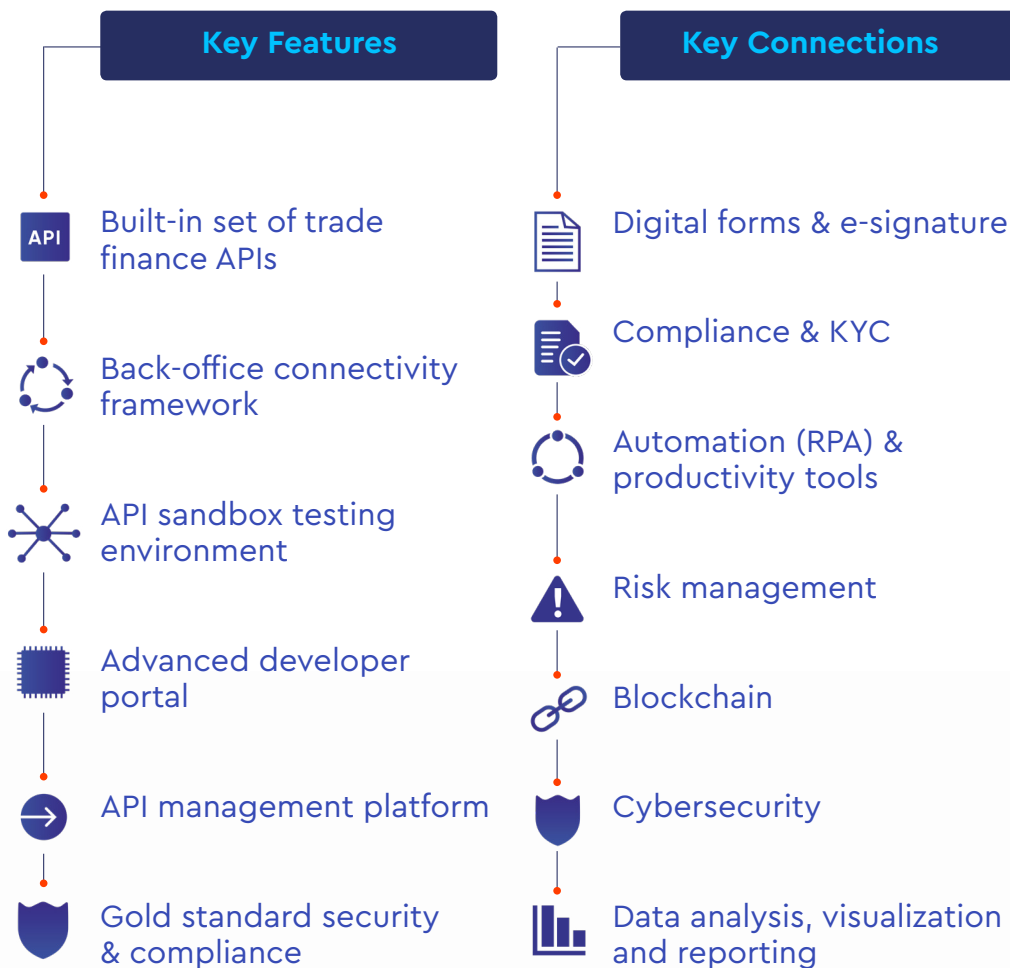 Key Features
API
Built-in set of trade
finance APIs
Back-office connectivity
framework
API sandbox testing
environment
Advanced developer
portal
API management platform
Gold standard security
& compliance
Key Connections
Digital forms & e-signature
Compliance & KYC
Automation (RPA) &
productivity tools
Risk management
Blockchain
Cybersecurity
Data analysis, visualization
and reporting